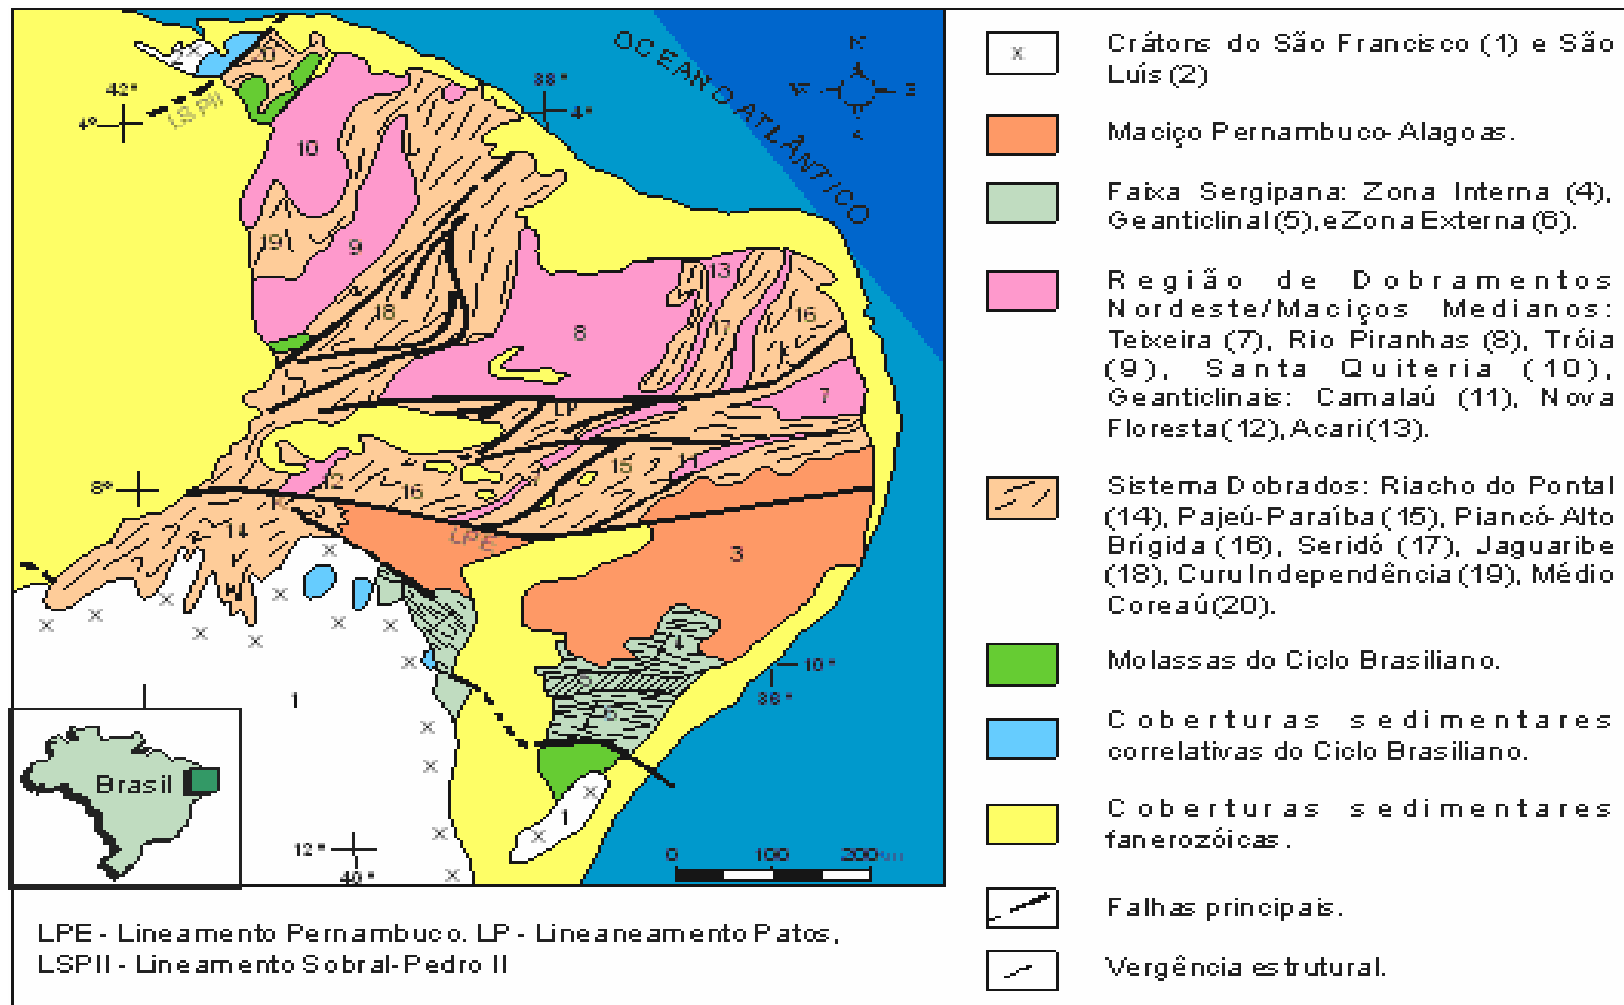 OCEANO ATLÂNTICO
N
W
E
S
42°
4°
LSPII
38°
4°
2
20
10
9
19
18
8
13
17
16
7
LP
12
16
7
15
11
8°
14
LPE
3
4
5
6
10°
36°
1
1
12°
40°
0 100 200km
Brasil
LPE - Lineamento Pernambuco. LP - Lineaneamento Patos,
LSPII - Lineamento Sobral-Pedro II
x
Crátons do São Francisco (1) e São
Luís (2)
Maciço Pernambuco-Alagoas.
Faixa Sergipana: Zona Interna (4),
Geanticlinal (5), e Zona Externa (6).
Região de Dobramentos
Nordeste/Maciços Medianos:
Teixeira (7), Rio Piranhas (8), Tróia
(9), Santa Quiteria (10),
Geanticlinais: Camalaú (11), Nova
Floresta (12), Acari (13).
Sistema Dobrados: Riacho do Pontal
(14), Pajeú-Paraíba (15), Piancó-Alto
Brígida (16), Seridó (17), Jaguaribe
(18), Curu Independência (19), Médio
Coreaú (20).
Molassas do Ciclo Brasiliano.
Coberturas sedimentares
correlativas do Ciclo Brasiliano.
Coberturas sedimentares
fanerozóicas.
Falhas principais.
Vergência estrutural.